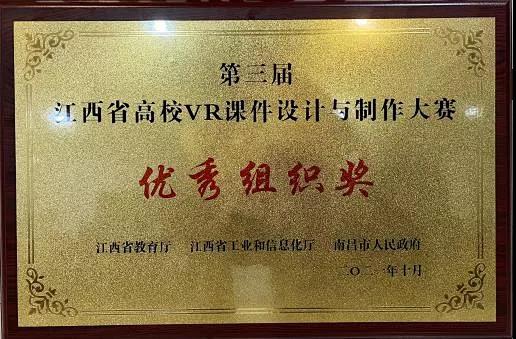 第三届
江西省高校VR课件设计与制作大赛
优秀组织奖
江西省教育厅 江西省工业和信息化厅 南昌市人民政府
二〇二一年十月